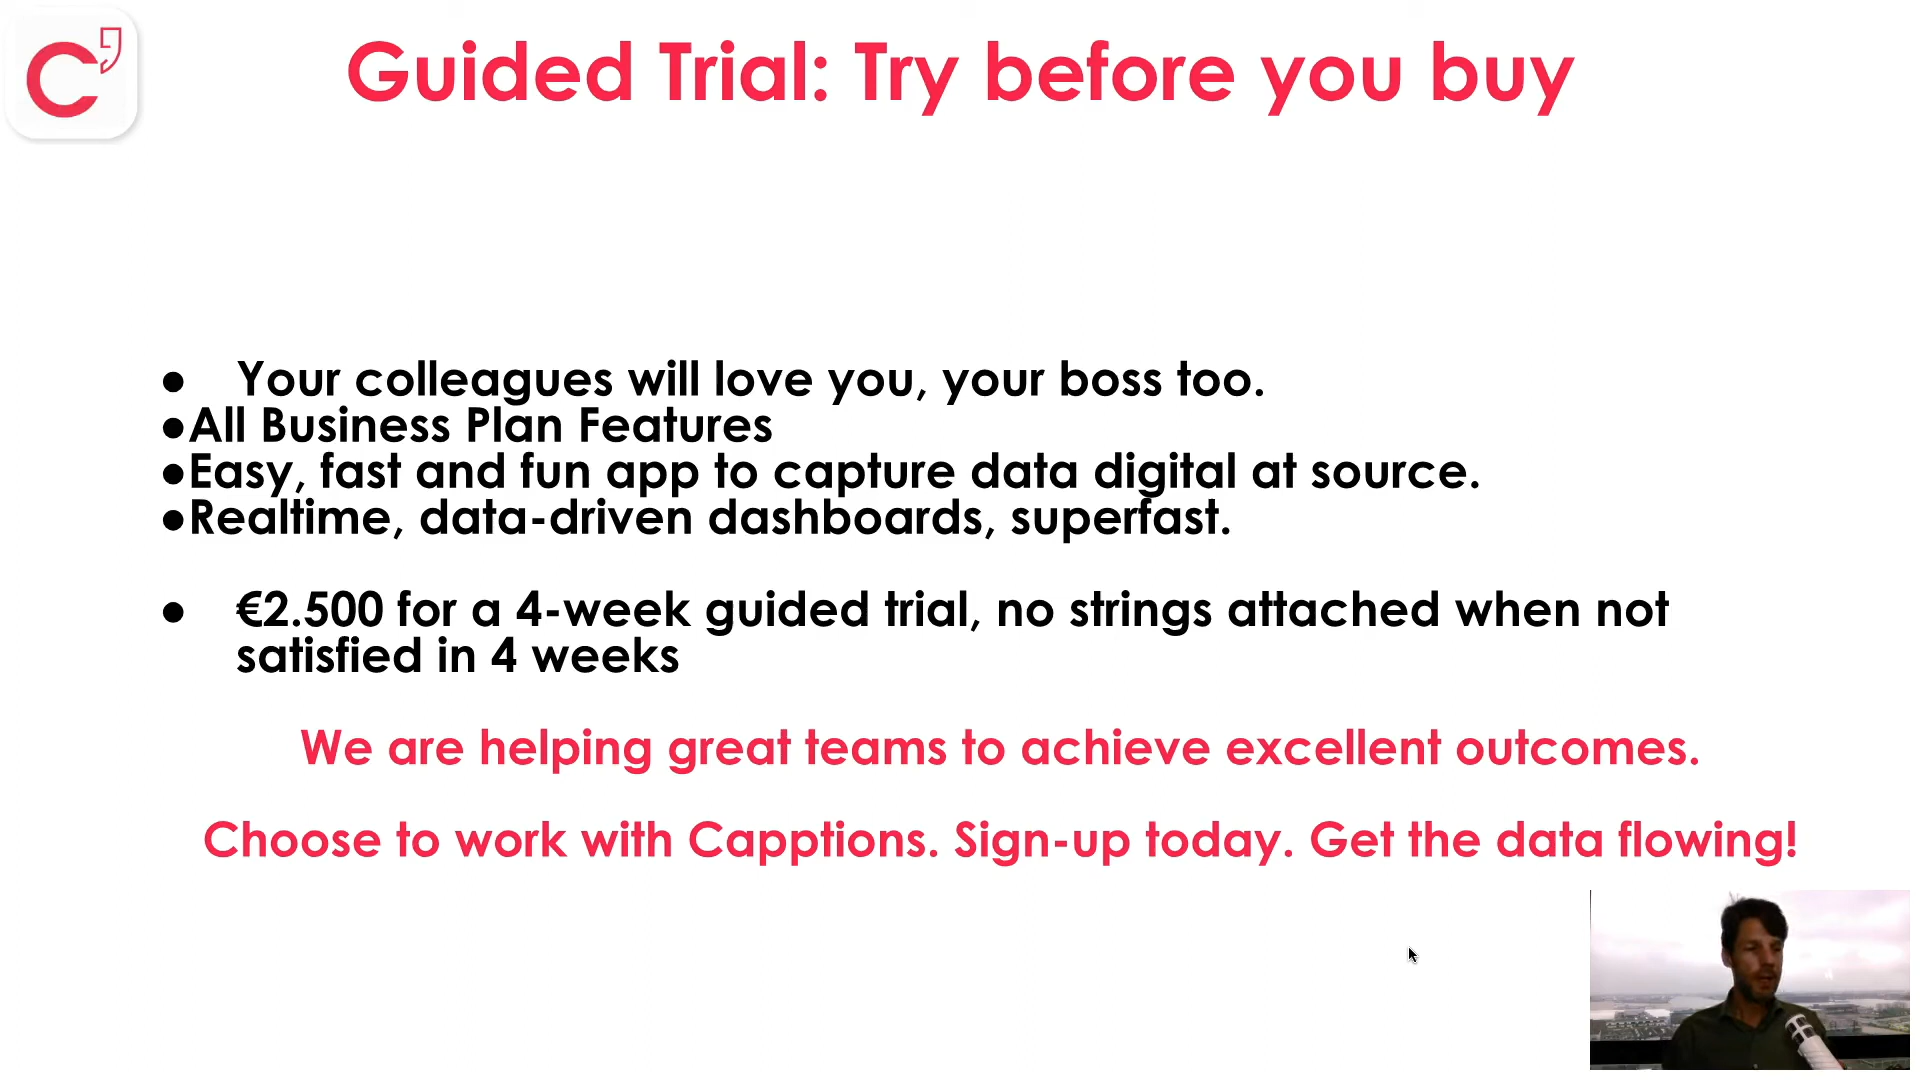 C'
Guided Trial: Try before you buy
● Your colleagues will love you, your boss too.
●All Business Plan Features
●Easy, fast and fun app to capture data digital at source.
●Realtime, data-driven dashboards, superfast.
● €2.500 for a 4-week guided trial, no strings attached when not
satisfied in 4 weeks
We are helping great teams to achieve excellent outcomes.
Choose to work with Capptions. Sign-up today. Get the data flowing!